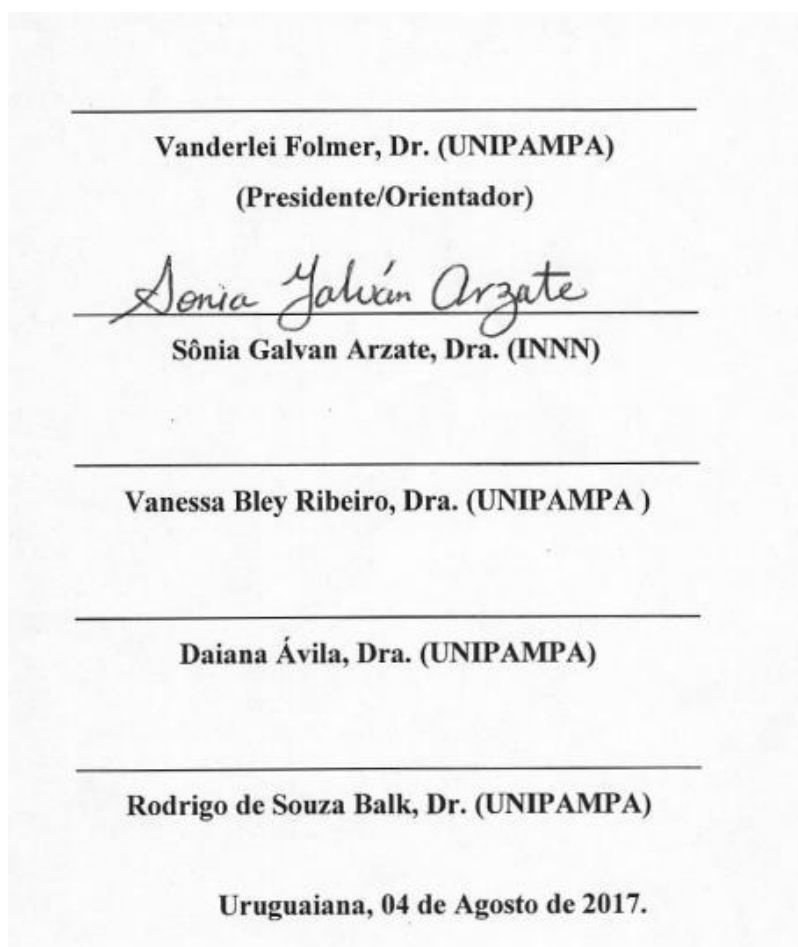 Vanderlei Folmer, Dr. (UNIPAMPA)
(Presidente/Orientador)
Sonia Galván Arzate
Sônia Galvan Arzate, Dra. (INNN)
Vanessa Bley Ribeiro, Dra. (UNIPAMPA )
Daiana Ávila, Dra. (UNIPAMPA)
Rodrigo de Souza Balk, Dr. (UNIPAMPA)
Uruguaiana, 04 de Agosto de 2017.